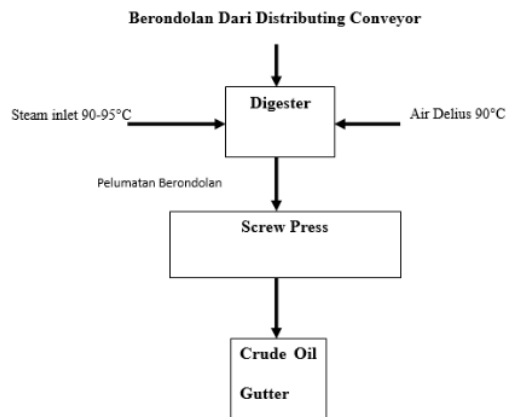 Berondolan Dari Distributing Conveyor
Digester
Steam inlet 90-95°C
Air Delius 90°C
Pelumatan Berondolan
Screw Press
Crude Oil
Gutter